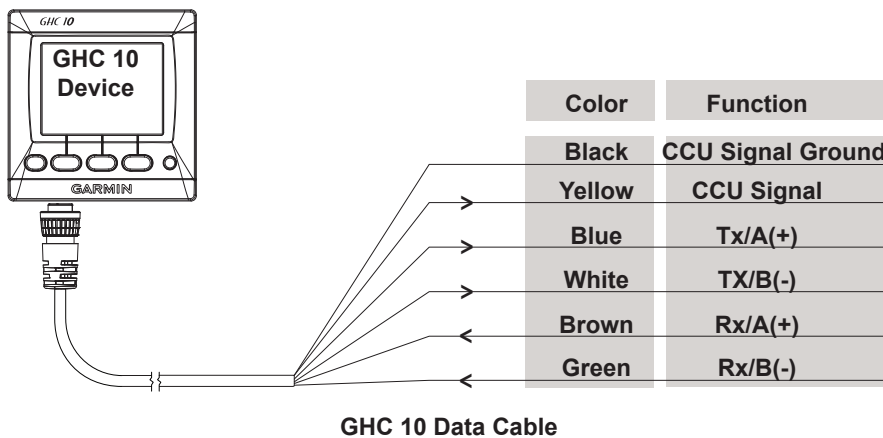 GHC 10
GHC 10
Device
GARMIN
Color Function
Black CCU Signal Ground
Yellow CCU Signal
Blue Tx/A(+)
White TX/B(-)
Brown Rx/A(+)
Green Rx/B(-)
GHC 10 Data Cable